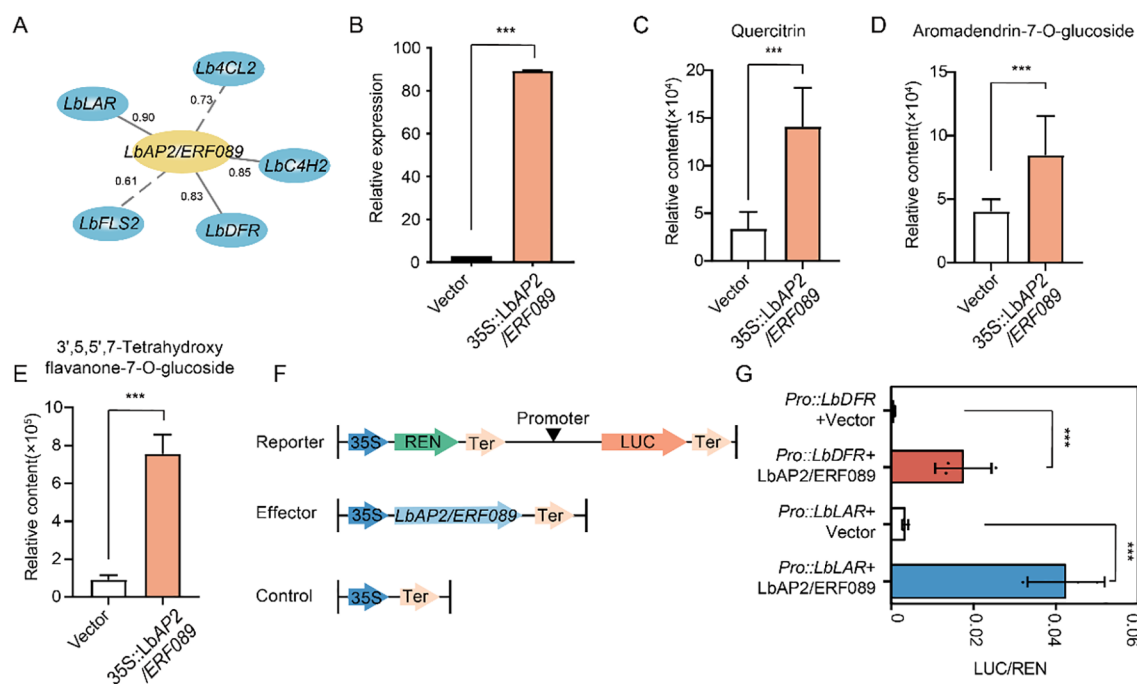 A
Lb4CL2
LbLAR
0.73
0.90
LbAP2/ERF089
LbC4H2
0.85
0.61
0.83
LbFLS2
LbDFR
B
***
100
80
60
40
20
0
Relative expression
Vector
35S::LbAP2
/ERF089
C
Quercitrin
***
20
15
10
5
0
Relative content(×10⁴)
Vector
35S::LbAP2
/ERF089
D
Aromadendrin-7-O-glucoside
***
15
10
5
0
Relative content(×10⁴)
Vector
35S::LbAP2
/ERF089
E
3',5,5',7-Tetrahydroxy
flavanone-7-O-glucoside
***
10
8
6
4
2
0
Relative content(×10⁵)
Vector
35S::LbAP2
/ERF089
F
Promoter
Reporter 35S REN Ter LUC Ter
Effector 35S LbAP2/ERF089 Ter
Control 35S Ter
G
Pro::LbDFR
+Vector
Pro::LbDFR+
LbAP2/ERF089
Pro::LbLAR+
Vector
Pro::LbLAR+
LbAP2/ERF089
***
***
0
0.02
0.04
0.06
LUC/REN